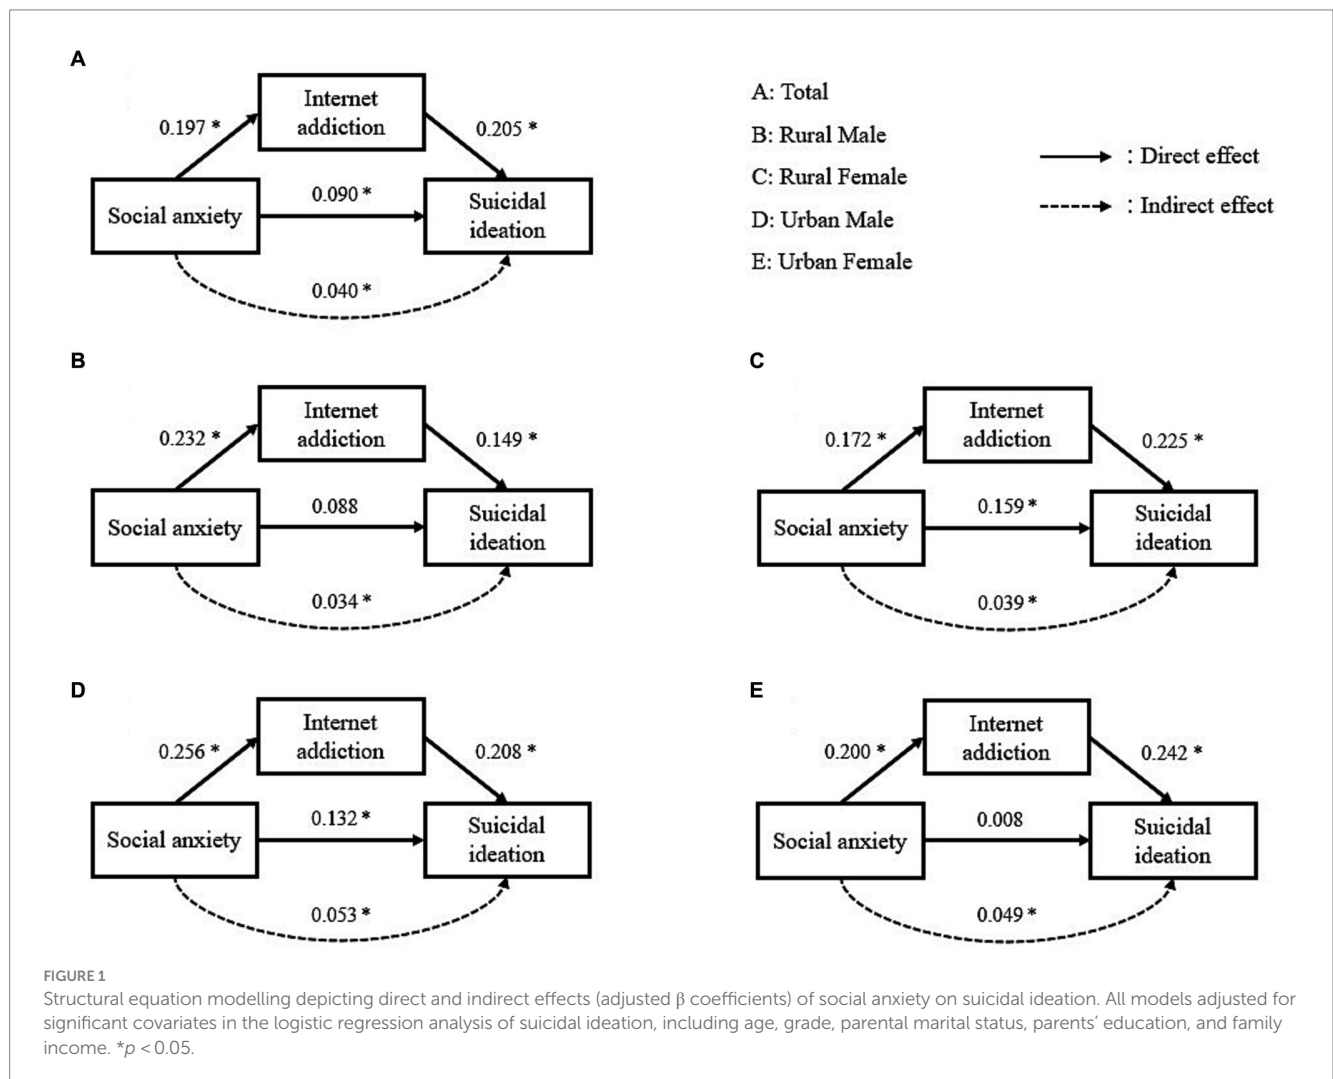 A
Internet
addiction
0.197 *
0.205 *
Social anxiety
0.090 *
Suicidal
ideation
0.040 *
A: Total
B: Rural Male
C: Rural Female
D: Urban Male
E: Urban Female
: Direct effect
: Indirect effect
B
Internet
addiction
0.232 *
0.149 *
Social anxiety
0.088
Suicidal
ideation
0.034 *
C
Internet
addiction
0.172 *
0.225 *
Social anxiety
0.159 *
Suicidal
ideation
0.039 *
D
Internet
addiction
0.256 *
0.208 *
Social anxiety
0.132 *
Suicidal
ideation
0.053 *
E
Internet
addiction
0.200 *
0.242 *
Social anxiety
0.008
Suicidal
ideation
0.049 *
FIGURE 1
Structural equation modelling depicting direct and indirect effects (adjusted β coefficients) of social anxiety on suicidal ideation. All models adjusted for
significant covariates in the logistic regression analysis of suicidal ideation, including age, grade, parental marital status, parents’ education, and family
income. *p < 0.05.